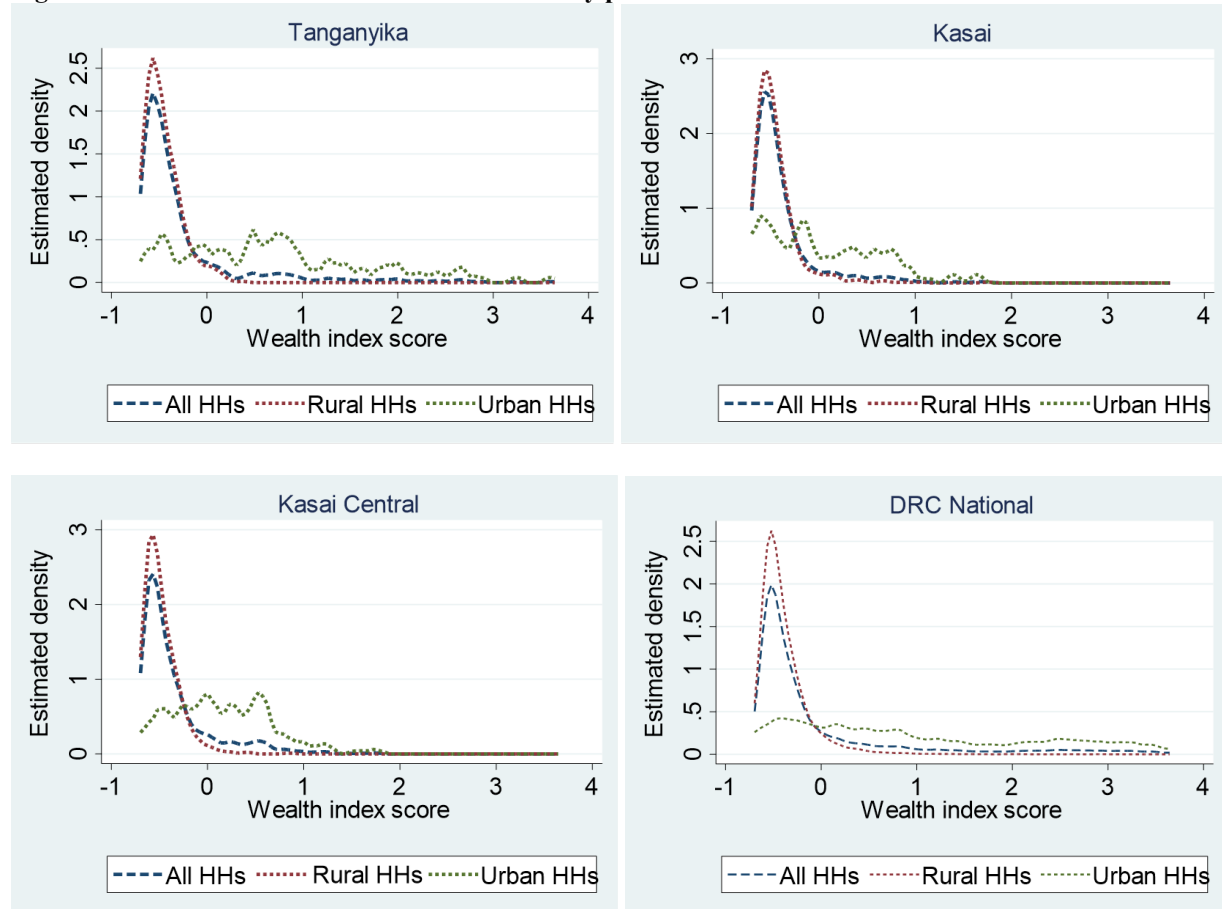 Tanganyika
Estimated density
0 .5 1 1.5 2 2.5
-1 0 1 2 3 4
Wealth index score
All HHs Rural HHs Urban HHs
Kasai
Estimated density
0 1 2 3
-1 0 1 2 3 4
Wealth index score
All HHs Rural HHs Urban HHs
Kasai Central
Estimated density
0 1 2 3
-1 0 1 2 3 4
Wealth index score
All HHs Rural HHs Urban HHs
DRC National
Estimated density
0 .5 1 1.5 2 2.5
-1 0 1 2 3 4
Wealth index score
All HHs Rural HHs Urban HHs